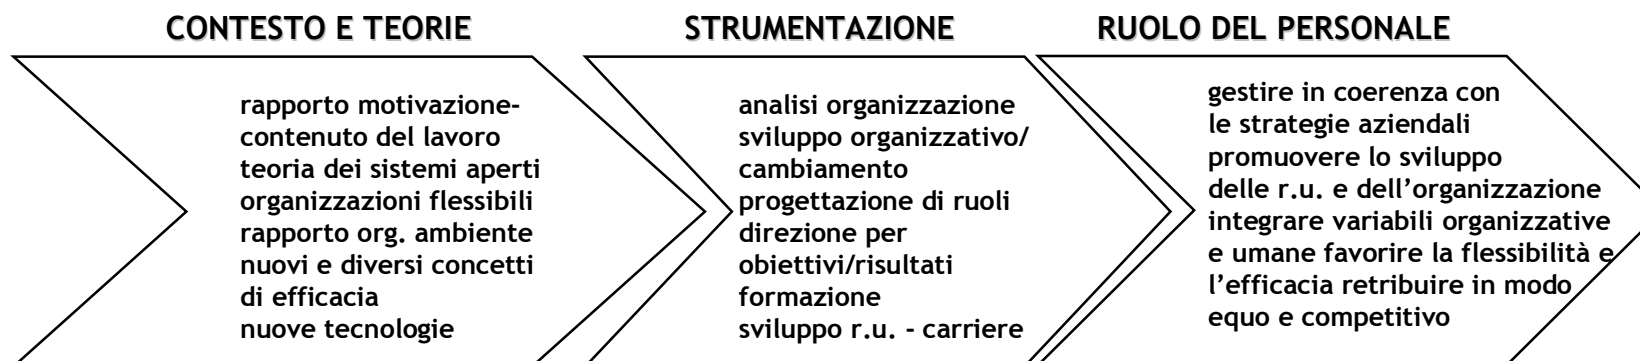 CONTESTO E TEORIE
rapporto motivazione-
contenuto del lavoro
teoria dei sistemi aperti
organizzazioni flessibili
rapporto org. ambiente
nuovi e diversi concetti
di efficacia
nuove tecnologie
STRUMENTAZIONE
analisi organizzazione
sviluppo organizzativo/
cambiamento
progettazione di ruoli
direzione per
obiettivi/risultati
formazione
sviluppo r.u. - carriere
RUOLO DEL PERSONALE
gestire in coerenza con
le strategie aziendali
promuovere lo sviluppo
delle r.u. e dell’organizzazione
integrare variabili organizzative
e umane favorire la flessibilità e
l’efficacia retribuire in modo
equo e competitivo